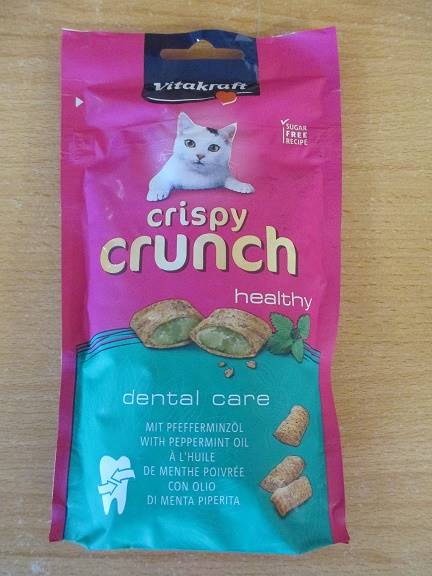 Vitakraft
SUGAR
FREE
RECIPE
crispy
crunch
healthy
dental care
MIT PFEFFERMINZÖL
WITH PEPPERMINT OIL
À L'HUILE
DE MENTHE POIVRÉE
CON OLIO
DI MENTA PIPERITA